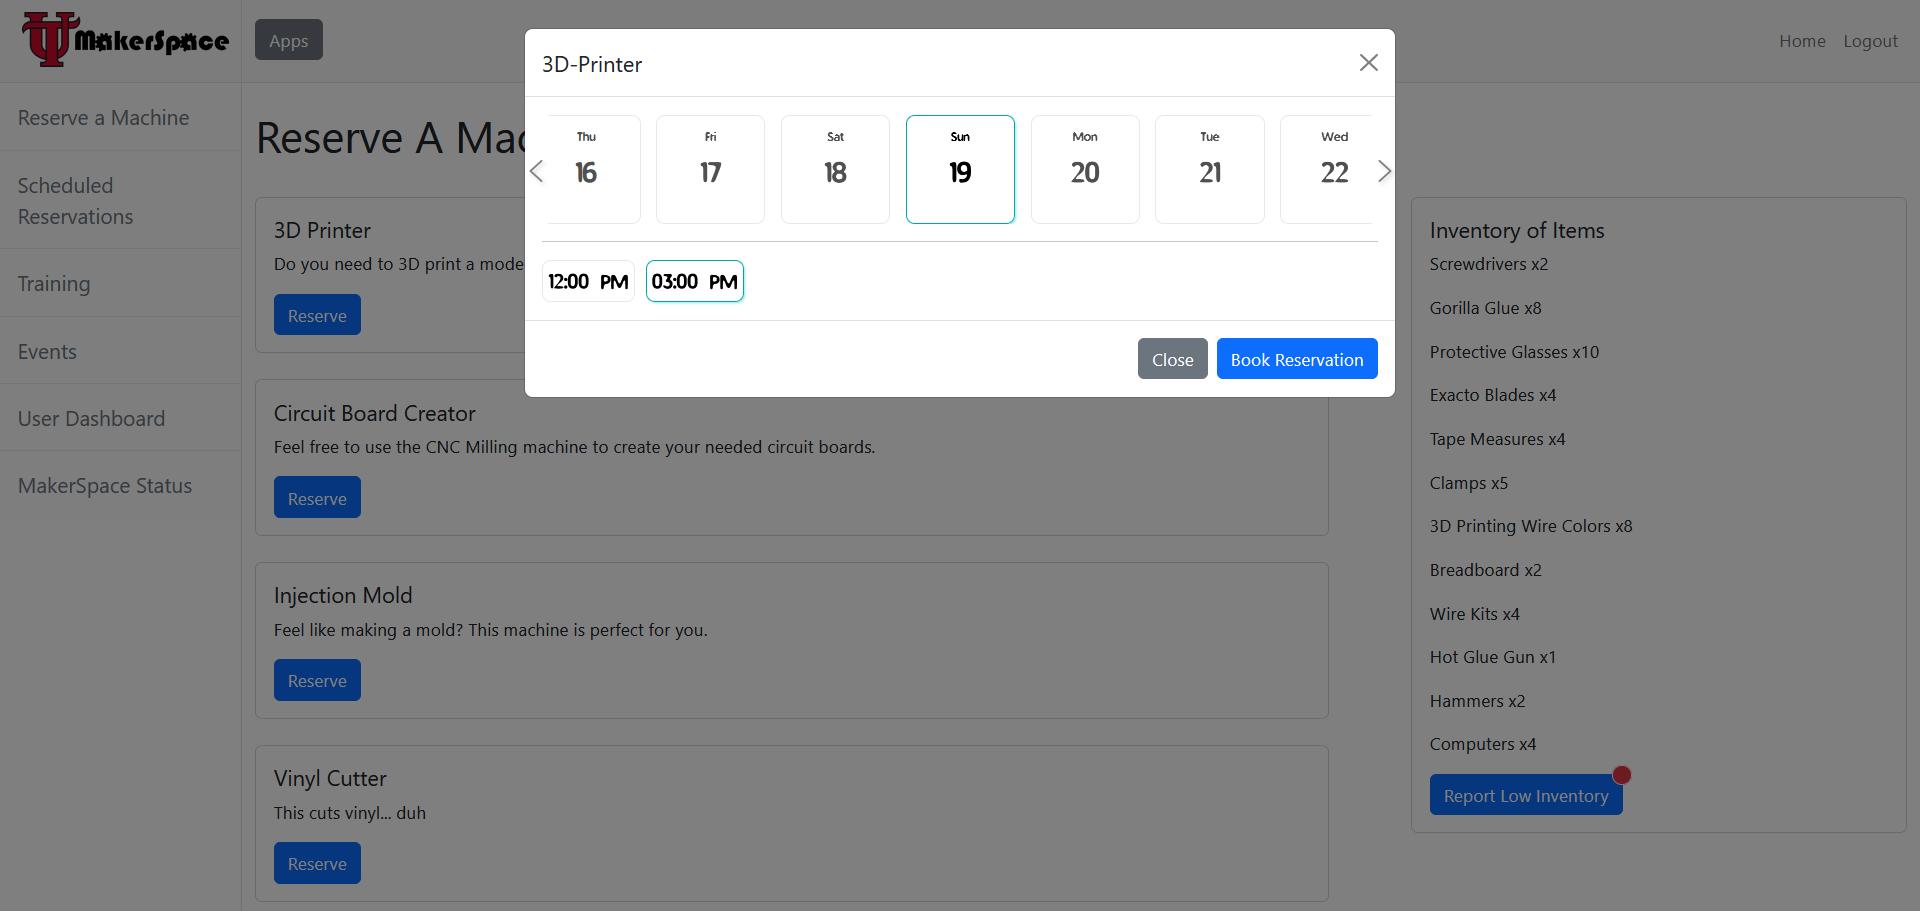 MakerSpace
Apps
Home
Logout
Reserve a Machine
Scheduled
Reservations
Training
Events
User Dashboard
MakerSpace Status
Reserve A Mac
3D Printer
Do you need to 3D print a mode
Reserve
Circuit Board Creator
Feel free to use the CNC Milling machine to create your needed circuit boards.
Reserve
Injection Mold
Feel like making a mold? This machine is perfect for you.
Reserve
Vinyl Cutter
This cuts vinyl... duh
Reserve
3D-Printer
Thu
16
Fri
17
Sat
18
Sun
19
Mon
20
Tue
21
Wed
22
12:00 PM
03:00 PM
Close
Book Reservation
Inventory of Items
Screwdrivers x2
Gorilla Glue x8
Protective Glasses x10
Exacto Blades x4
Tape Measures x4
Clamps x5
3D Printing Wire Colors x8
Breadboard x2
Wire Kits x4
Hot Glue Gun x1
Hammers x2
Computers x4
Report Low Inventory